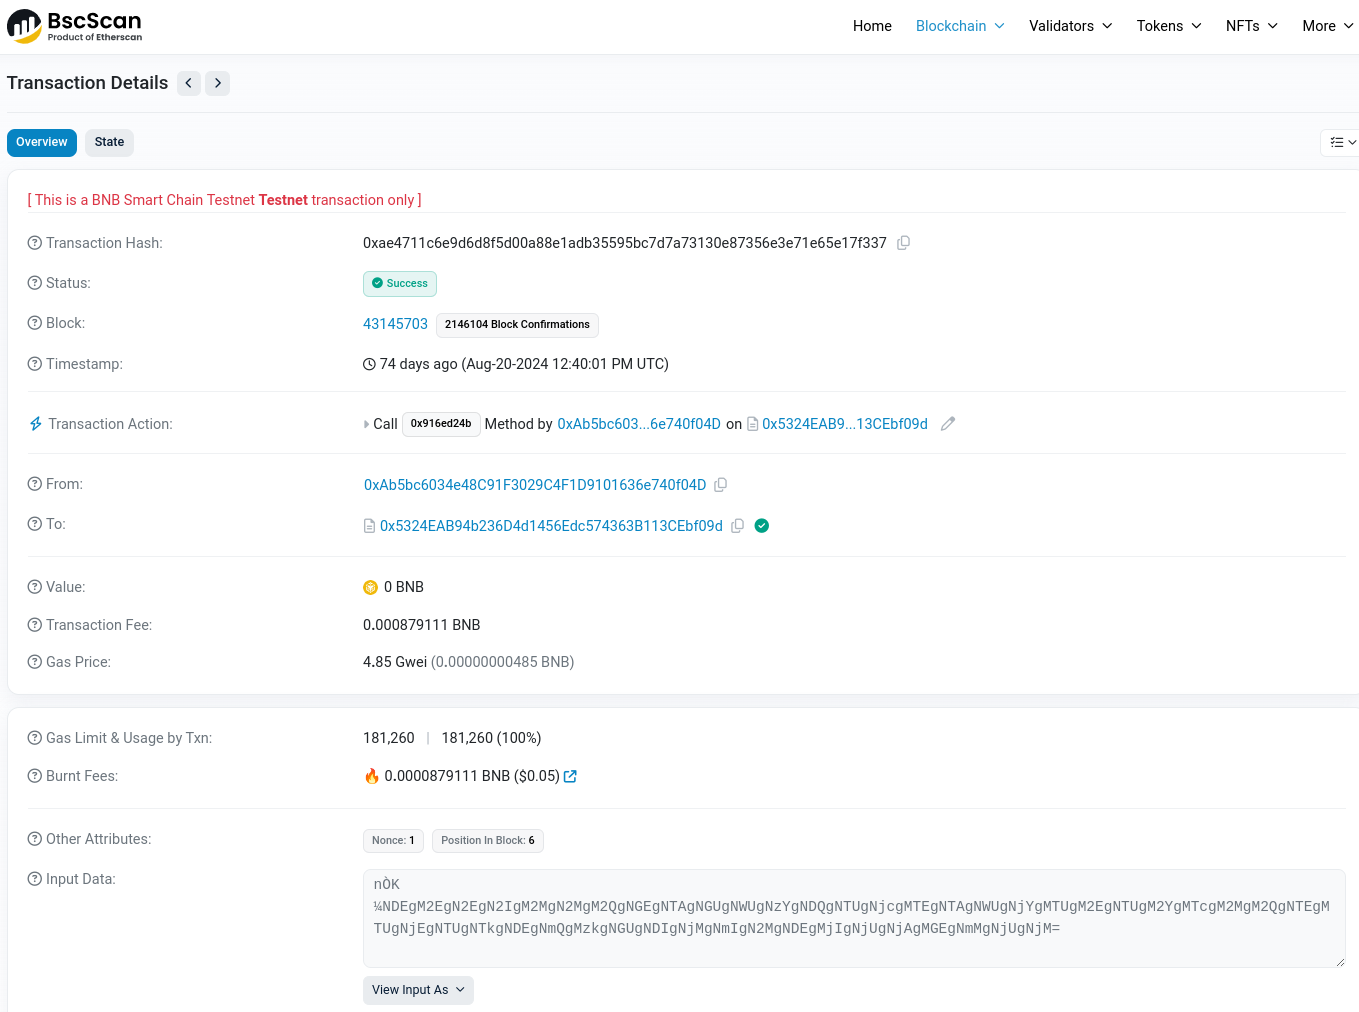 BscScan
Product of Etherscan
Home Blockchain Validators Tokens NFTs More
Transaction Details
Overview State
[ This is a BNB Smart Chain Testnet Testnet transaction only ]
Transaction Hash: 0xae4711c6e9d6d8f5d00a88e1adb35595bc7d7a73130e87356e3e71e65e17f337
Status: Success
Block: 43145703 2146104 Block Confirmations
Timestamp: 74 days ago (Aug-20-2024 12:40:01 PM UTC)
Transaction Action: Call 0x916ed24b Method by 0xAb5bc603...6e740f04D on 0x5324EAB9...13CEbf09d
From: 0xAb5bc6034e48C91F3029C4F1D9101636e740f04D
To: 0x5324EAB94b236D4d1456Edc574363B113CEbf09d
Value: 0 BNB
Transaction Fee: 0.000879111 BNB
Gas Price: 4.85 Gwei (0.00000000485 BNB)
Gas Limit & Usage by Txn: 181,260 | 181,260 (100%)
Burnt Fees: 🔥 0.0000879111 BNB ($0.05)
Other Attributes: Nonce: 1 Position In Block: 6
Input Data: nÒK
¼NDEgM2EgN2EgN2IgM2MgN2MgM2QgNGEgNTAgNGUgNWUgNzYgNDQgNTUgNjcgMTEgNTAgNWUgNjYgMTUgM2EgNTUgM2YgMTcgM2MgM2QgNTEgM
TUgNjEgNTUgNTkgNDEgNmQgMzkgNGUgNDIgNjMgNmIgN2MgNDEgMjIgNjUgNjAgMGEgNmMgNjUgNjM=
View Input As